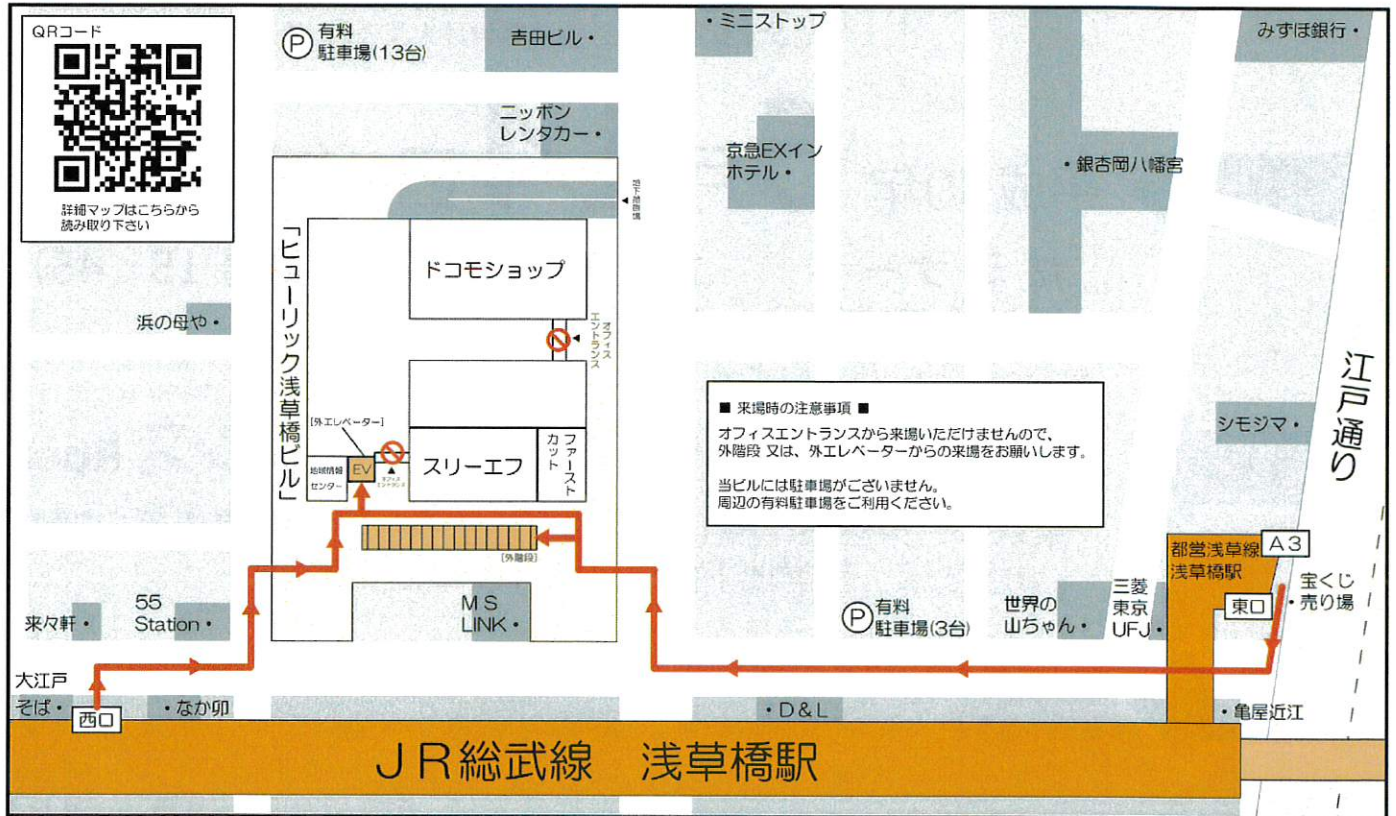 QRコード
詳細マップはこちらから
読み取り下さい
有料
駐車場(13台)
吉田ビル・
・ミニストップ
みずほ銀行・
ニッポン
レンタカー・
京急EXイン
ホテル・
・銀杏岡八幡宮
「ヒューリック浅草橋ビル」
ドコモショップ
オフィス
エントランス
浜の母や・
[外エレベーター]
地域情報
センター
EV
オフィス
エントランス
スリーエフ
ファースト
カット
[外階段]
■ 来場時の注意事項 ■
オフィスエントランスから来場いただけませんので、
外階段 又は、外エレベーターからの来場をお願いします。
当ビルには駐車場がございません。
周辺の有料駐車場をご利用ください。
江戸通り
シモジマ・
都営浅草線
浅草橋駅
A3
東口
宝くじ
・売り場
来々軒・
55
Station・
MS
LINK・
P
有料
駐車場(3台)
世界の
山ちゃん・
三菱
東京
UFJ・
大江戸
そば・
西口
・なか卯
・D&L
・亀屋近江
JR総武線 浅草橋駅